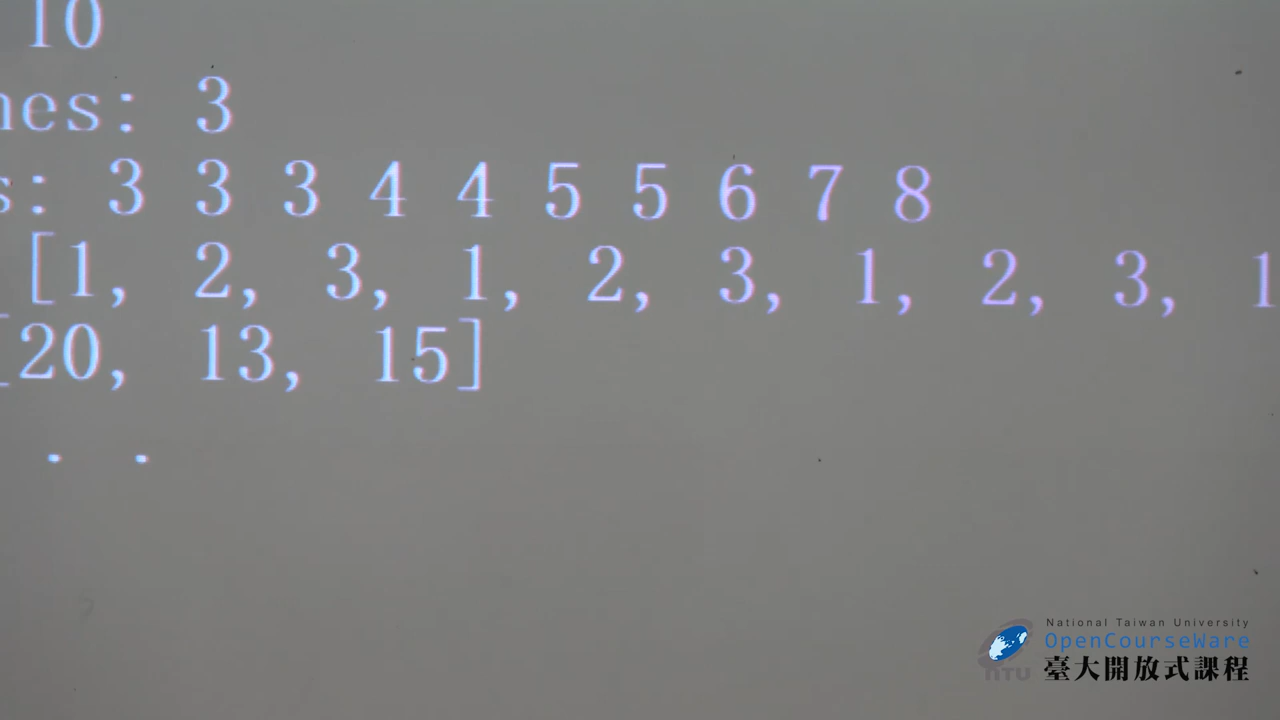 10
nes: 3
s: 3 3 3 4 4 5 5 6 7 8
[1, 2, 3, 1, 2, 3, 1, 2, 3, 1
[20, 13, 15]
. .
National Taiwan University
OpenCourseWare
NTU 臺大開放式課程